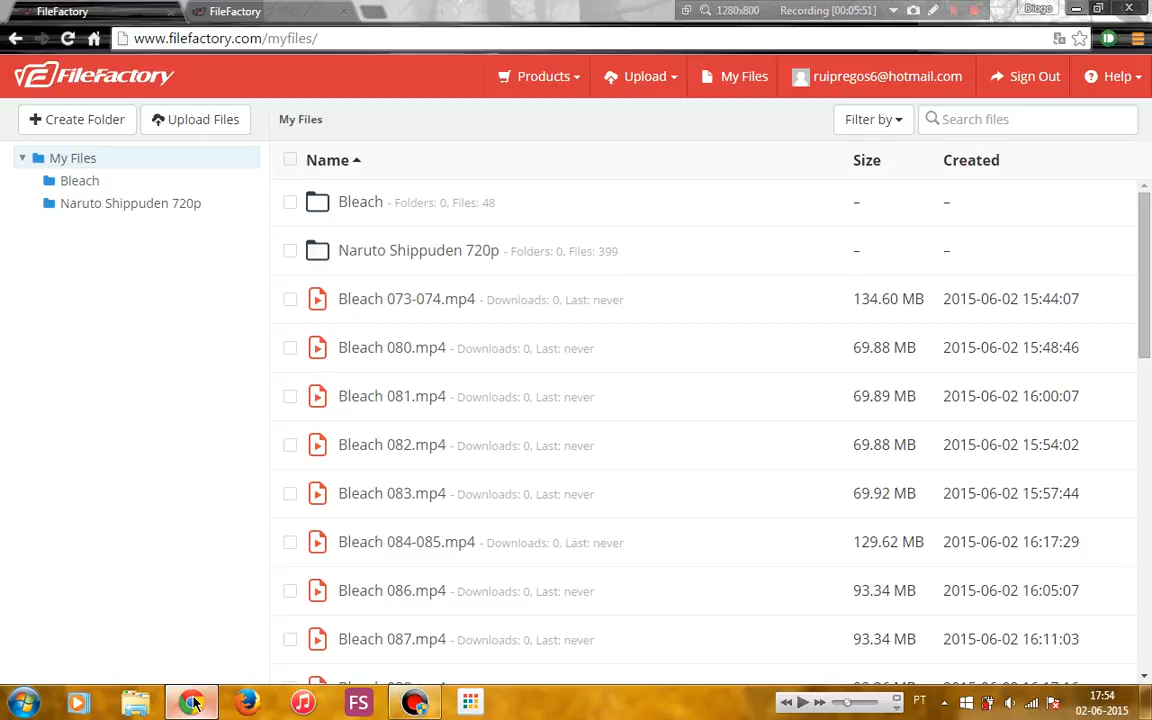 FileFactory
FileFactory
1280x800
Recording [00:05:51]
Diogo
www.filefactory.com/myfiles/
FileFactory
Products
Upload
My Files
ruipregos6@hotmail.com
Sign Out
Help
Create Folder
Upload Files
My Files
Filter by
Search files
My Files
Bleach
Naruto Shippuden 720p
Name
Size
Created
Bleach - Folders: 0, Files: 48 – –
Naruto Shippuden 720p - Folders: 0, Files: 399 – –
Bleach 073-074.mp4 - Downloads: 0, Last: never 134.60 MB 2015-06-02 15:44:07
Bleach 080.mp4 - Downloads: 0, Last: never 69.88 MB 2015-06-02 15:48:46
Bleach 081.mp4 - Downloads: 0, Last: never 69.89 MB 2015-06-02 16:00:07
Bleach 082.mp4 - Downloads: 0, Last: never 69.88 MB 2015-06-02 15:54:02
Bleach 083.mp4 - Downloads: 0, Last: never 69.92 MB 2015-06-02 15:57:44
Bleach 084-085.mp4 - Downloads: 0, Last: never 129.62 MB 2015-06-02 16:17:29
Bleach 086.mp4 - Downloads: 0, Last: never 93.34 MB 2015-06-02 16:05:07
Bleach 087.mp4 - Downloads: 0, Last: never 93.34 MB 2015-06-02 16:11:03
FS
PT
17:54
02-06-2015